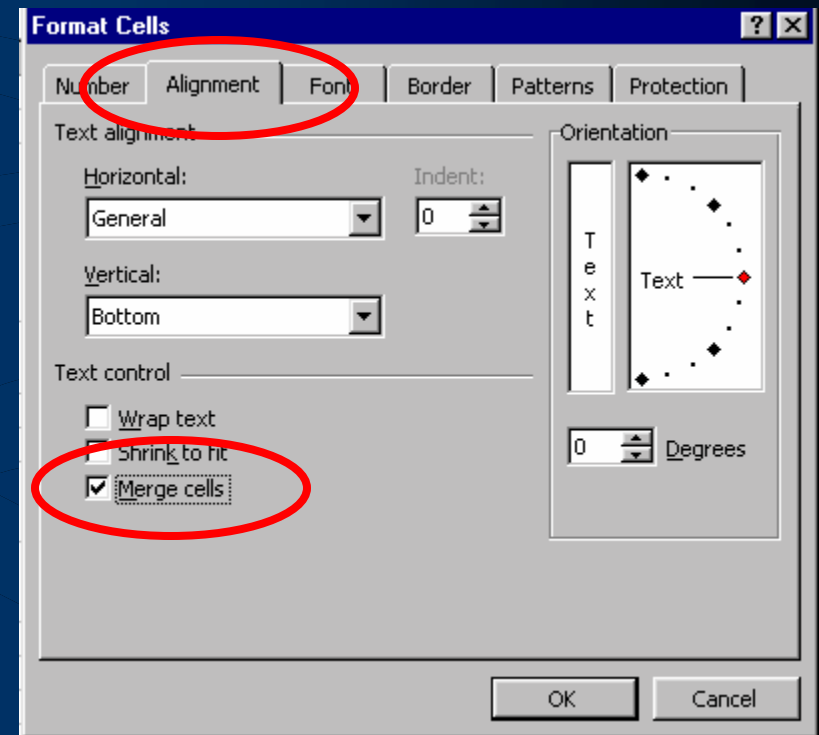 Format Cells
Number Alignment Font Border Patterns Protection
Text alignment
Horizontal:
General
Indent:
0
Vertical:
Bottom
Text control
Wrap text
Shrink to fit
Merge cells
Orientation
Text
Text
0 Degrees
OK Cancel